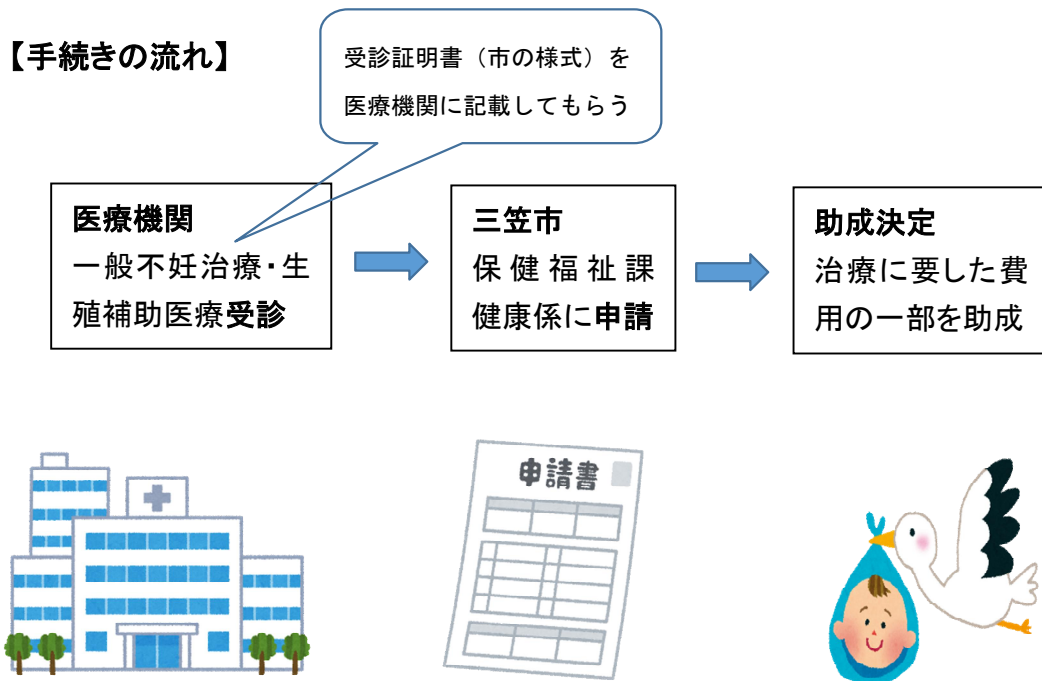 【手続きの流れ】
受診証明書（市の様式）を
医療機関に記載してもらう
医療機関
一般不妊治療・生
殖補助医療受診
三笠市
保健福祉課
健康係に申請
助成決定
治療に要した費
用の一部を助成
申請書